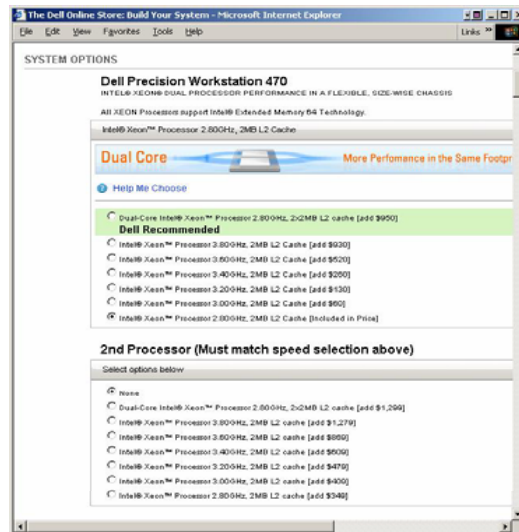 The Dell Online Store: Build Your System - Microsoft Internet Explorer
File Edit View Favorites Tools Help Links »
SYSTEM OPTIONS
Dell Precision Workstation 470
INTEL® XEON® DUAL PROCESSOR PERFORMANCE IN A FLEXIBLE, SIZE-WISE CHASSIS
All XEON Processors support Intel® Extended Memory 64 Technology.
Intel® Xeon™ Processor 2.80GHz, 2MB L2 Cache
Dual Core More Perfomance in the Same Footpr
Help Me Choose
Dual-Core Intel® Xeon™ Processor 2.80GHz, 2x2MB L2 cache [add $950]
Dell Recommended
Intel® Xeon™ Processor 3.80GHz, 2MB L2 Cache [add $930]
Intel® Xeon™ Processor 3.60GHz, 2MB L2 Cache [add $520]
Intel® Xeon™ Processor 3.40GHz, 2MB L2 Cache [add $260]
Intel® Xeon™ Processor 3.20GHz, 2MB L2 Cache [add $130]
Intel® Xeon™ Processor 3.00GHz, 2MB L2 Cache [add $60]
Intel® Xeon™ Processor 2.80GHz, 2MB L2 Cache [Included in Price]
2nd Processor (Must match speed selection above)
Select options below
None
Dual-Core Intel® Xeon™ Processor 2.80GHz, 2x2MB L2 cache [add $1,299]
Intel® Xeon™ Processor 3.80GHz, 2MB L2 cache [add $1,279]
Intel® Xeon™ Processor 3.60GHz, 2MB L2 cache [add $869]
Intel® Xeon™ Processor 3.40GHz, 2MB L2 cache [add $609]
Intel® Xeon™ Processor 3.20GHz, 2MB L2 cache [add $479]
Intel® Xeon™ Processor 3.00GHz, 2MB L2 cache [add $409]
Intel® Xeon™ Processor 2.80GHz, 2MB L2 cache [add $349]